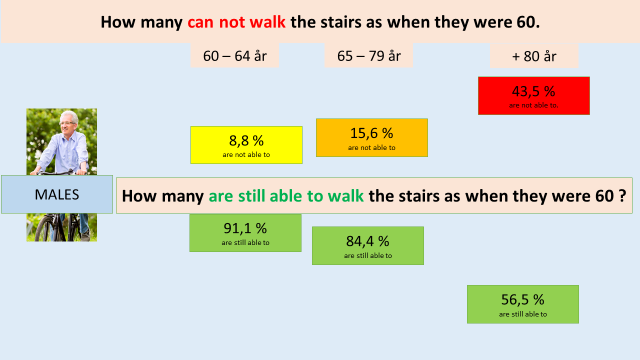 How many can not walk the stairs as when they were 60.
60 – 64 år
65 – 79 år
+ 80 år
43,5 %
are not able to
8,8 %
are not able to
15,6 %
are not able to
MALES
How many are still able to walk the stairs as when they were 60 ?
91,1 %
are still able to
84,4 %
are still able to
56,5 %
are still able to